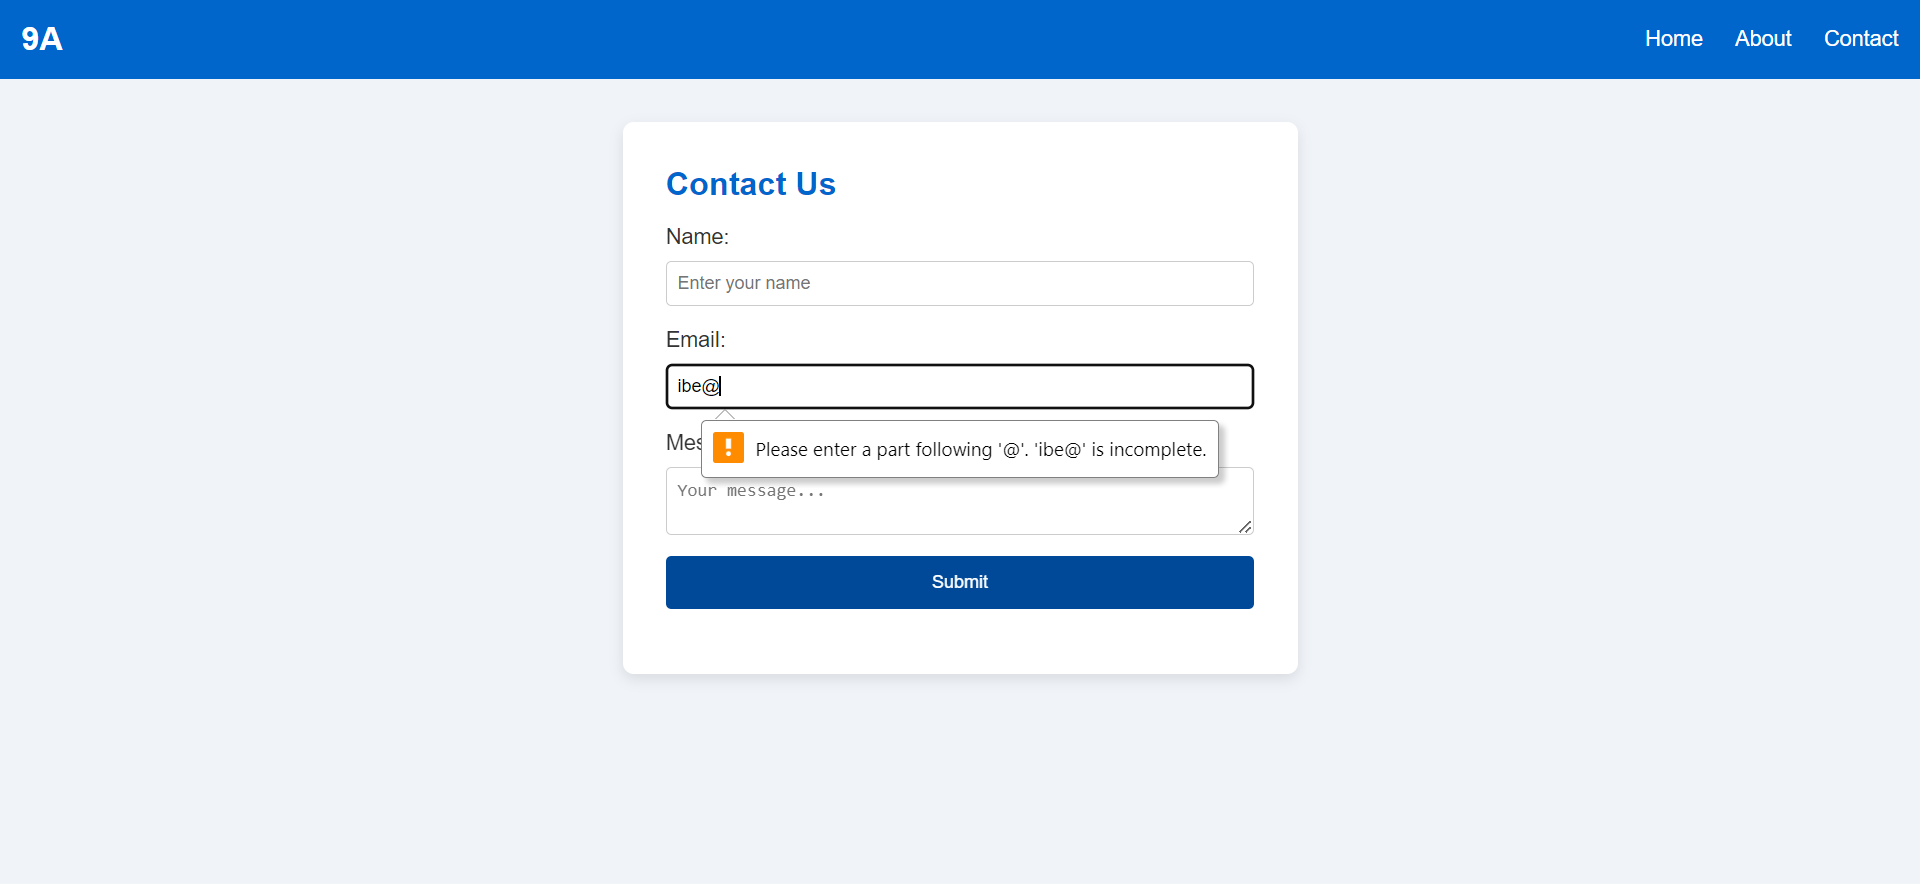 9A
Home About Contact
Contact Us
Name:
Enter your name
Email:
ibe@
Mes
Please enter a part following '@'. 'ibe@' is incomplete.
Your message...
Submit